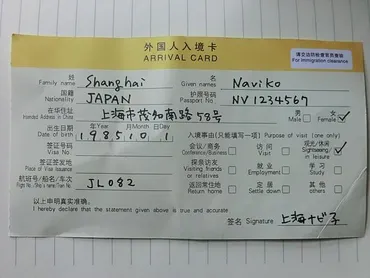 外国人入境卡
ARRIVAL CARD
请交边防检查官员查验
For Immigration clearance
姓
Family name
Shanghai
名
Given names
Naviko
国籍
Nationality
JAPAN
护照号码
Passport No.
NV1234567
在华住址
Intended Address in China
上海市茂名南路58号
男
Male
女
Female ✓
出生日期
Date of birth
年Year 月Month 日Day
1985 10 1
入境事由(只能填写一项) Purpose of visit (one only)
签证号码
Visa No.
会议/商务
Conference/Business
访问
Visit
观光/休闲
Sightseeing/
in leisure ✓
签证签发地
Place of Visa Issuance
探亲访友
Visiting friends
or relatives
就业
Employment
学习
Study
航班号/船名/车次
Flight No./Ship's name/Train No.
JL082
返回常住地
Return home
定居
Settle down
其他
others
以上申明真实准确。
I hereby declare that the statement given above is true and accurate
签名 Signature 上海ナビ子